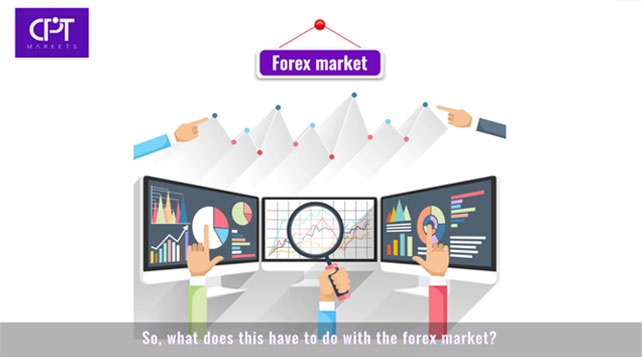 CPT
MARKETS
Forex market
So, what does this have to do with the forex market?